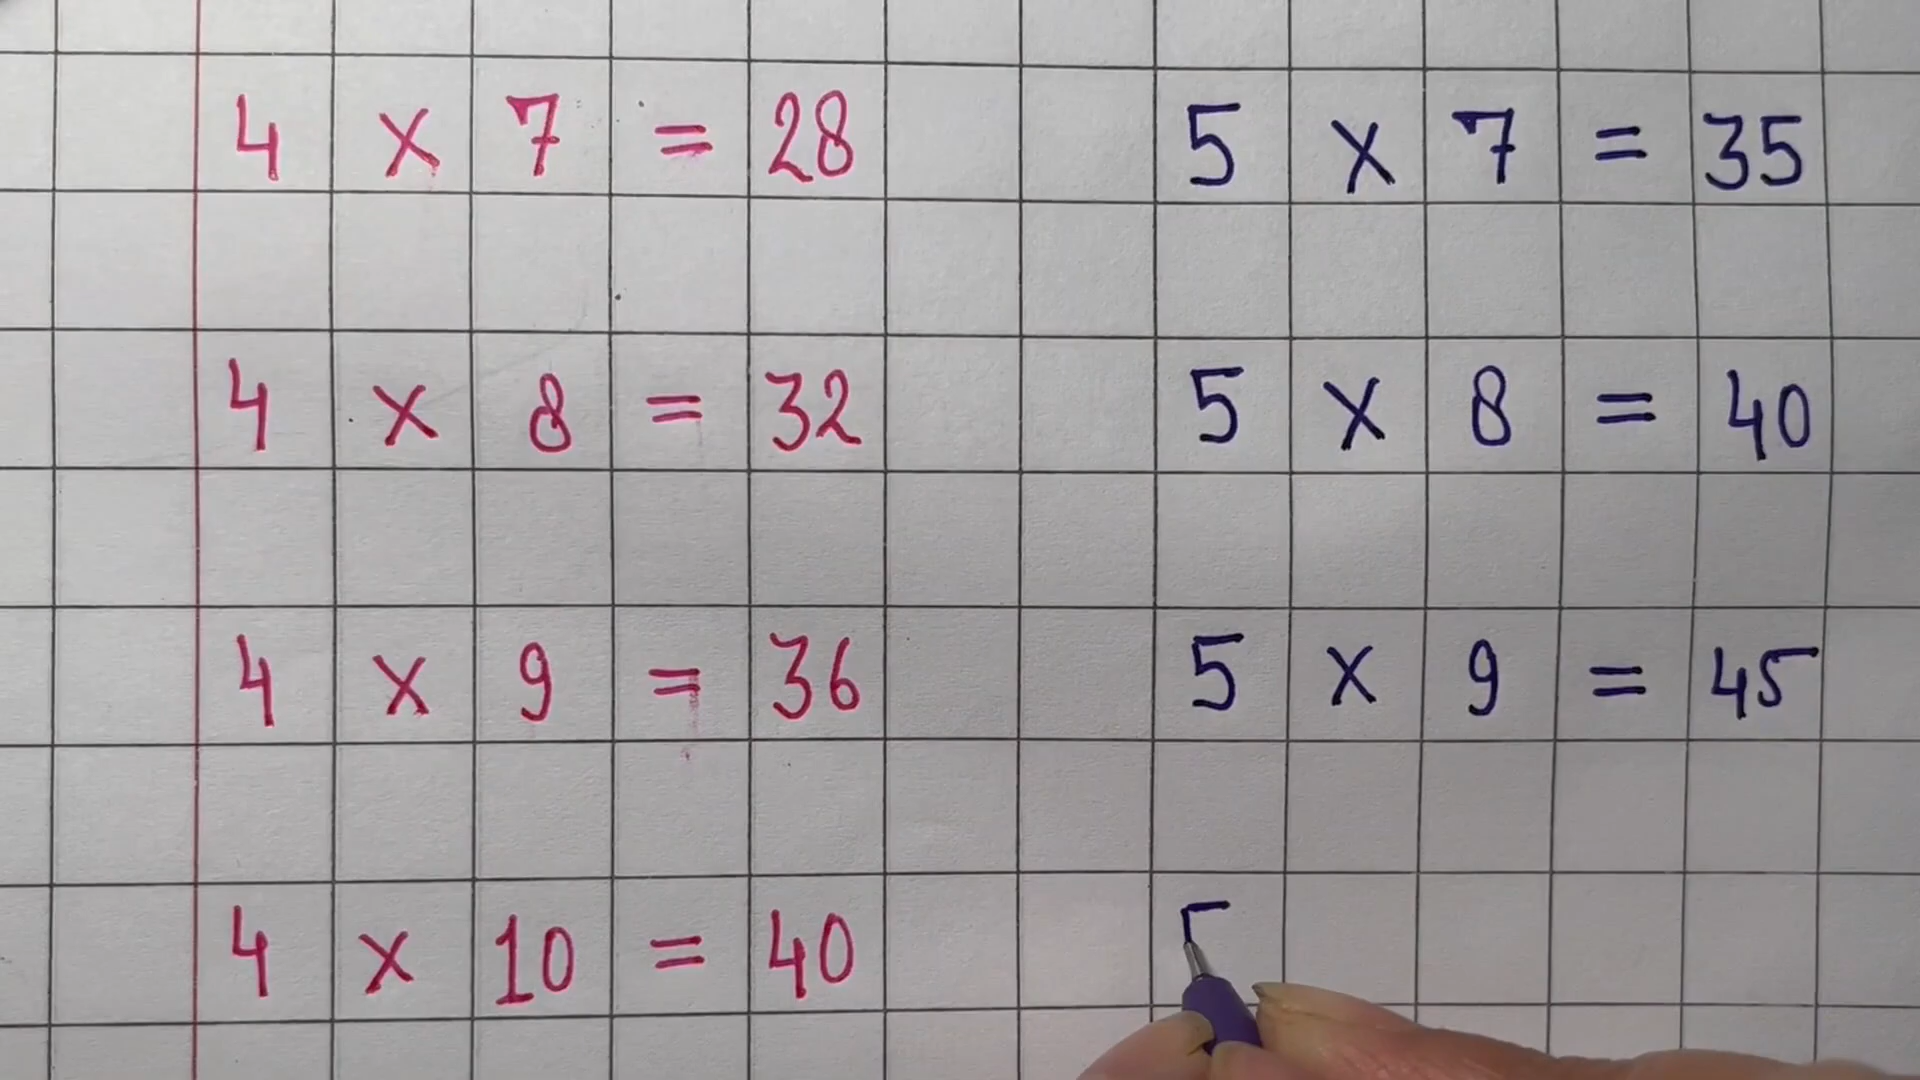 4 x 7 = 28
5 x 7 = 35
4 x 8 = 32
5 x 8 = 40
4 x 9 = 36
5 x 9 = 45
4 x 10 = 40